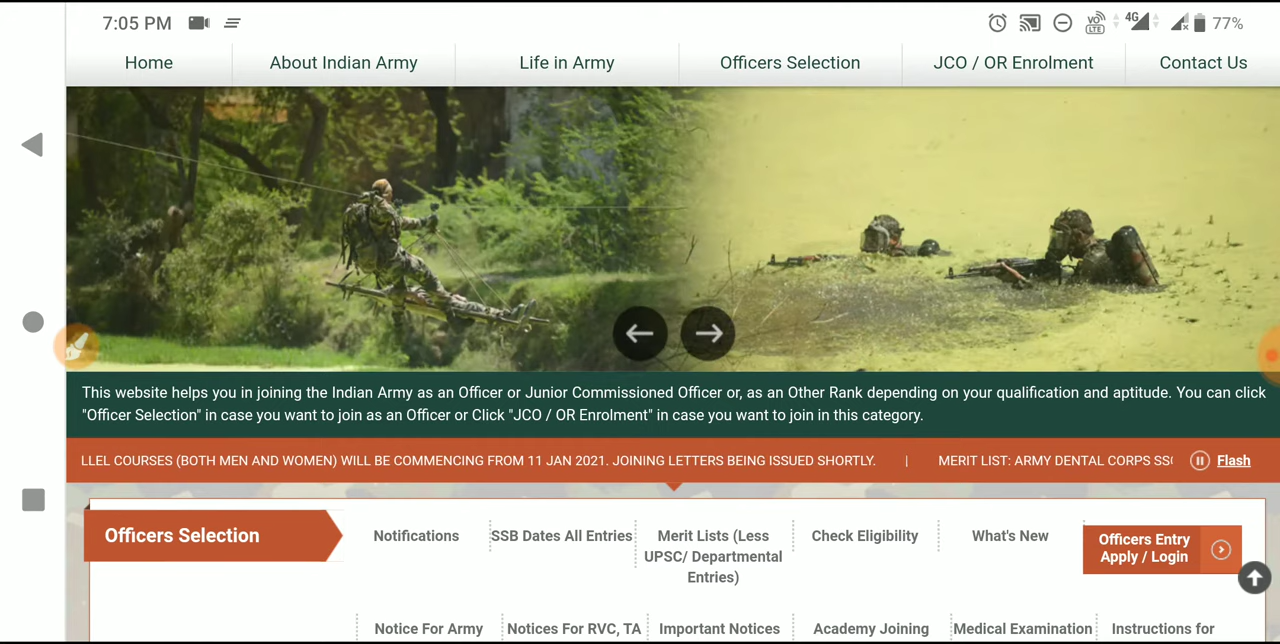 7:05 PM
VO LTE 4G 77%
Home About Indian Army Life in Army Officers Selection JCO / OR Enrolment Contact Us
This website helps you in joining the Indian Army as an Officer or Junior Commissioned Officer or, as an Other Rank depending on your qualification and aptitude. You can click
"Officer Selection" in case you want to join as an Officer or Click "JCO / OR Enrolment" in case you want to join in this category.
LLEL COURSES (BOTH MEN AND WOMEN) WILL BE COMMENCING FROM 11 JAN 2021. JOINING LETTERS BEING ISSUED SHORTLY. | MERIT LIST: ARMY DENTAL CORPS SS Flash
Officers Selection
Notifications
SSB Dates All Entries
Merit Lists (Less
UPSC/ Departmental
Entries)
Check Eligibility
What's New
Officers Entry
Apply / Login
Notice For Army Notices For RVC, TA Important Notices Academy Joining Medical Examination Instructions for